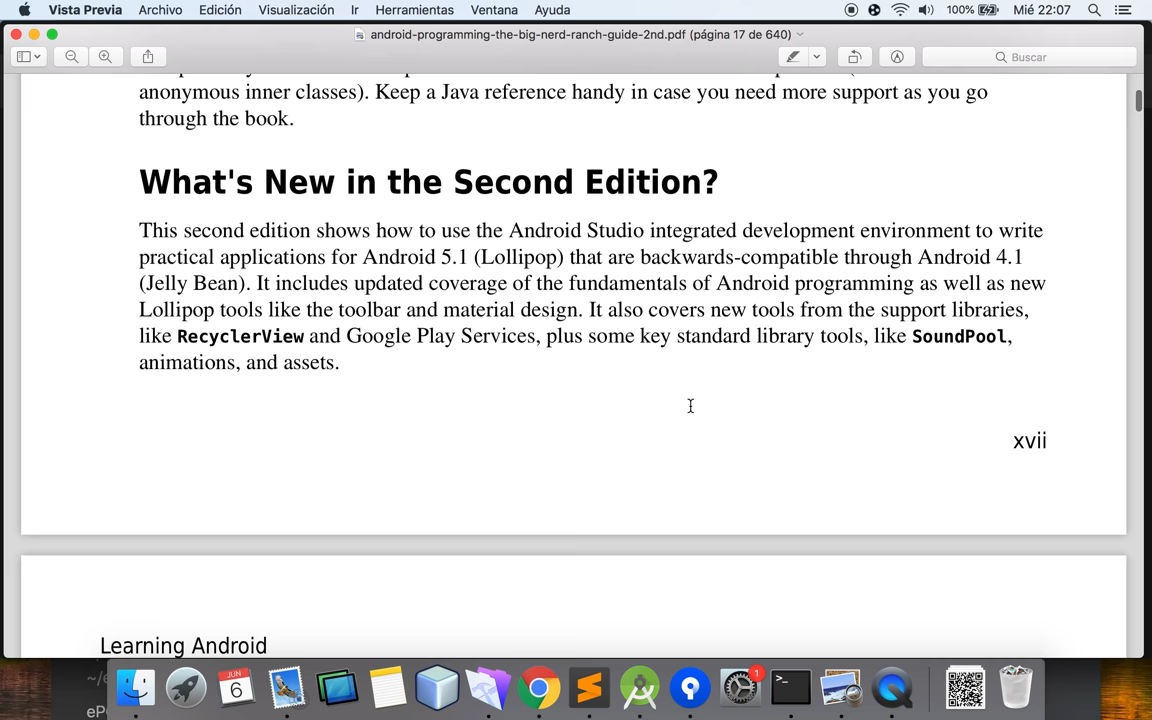 Vista Previa Archivo Edición Visualización Ir Herramientas Ventana Ayuda 100% Mié 22:07
android-programming-the-big-nerd-ranch-guide-2nd.pdf (página 17 de 640)
Buscar
anonymous inner classes). Keep a Java reference handy in case you need more support as you go
through the book.
What's New in the Second Edition?
This second edition shows how to use the Android Studio integrated development environment to write
practical applications for Android 5.1 (Lollipop) that are backwards-compatible through Android 4.1
(Jelly Bean). It includes updated coverage of the fundamentals of Android programming as well as new
Lollipop tools like the toolbar and material design. It also covers new tools from the support libraries,
like RecyclerView and Google Play Services, plus some key standard library tools, like SoundPool,
animations, and assets.
xvii
Learning Android
JUN
6
1
>_